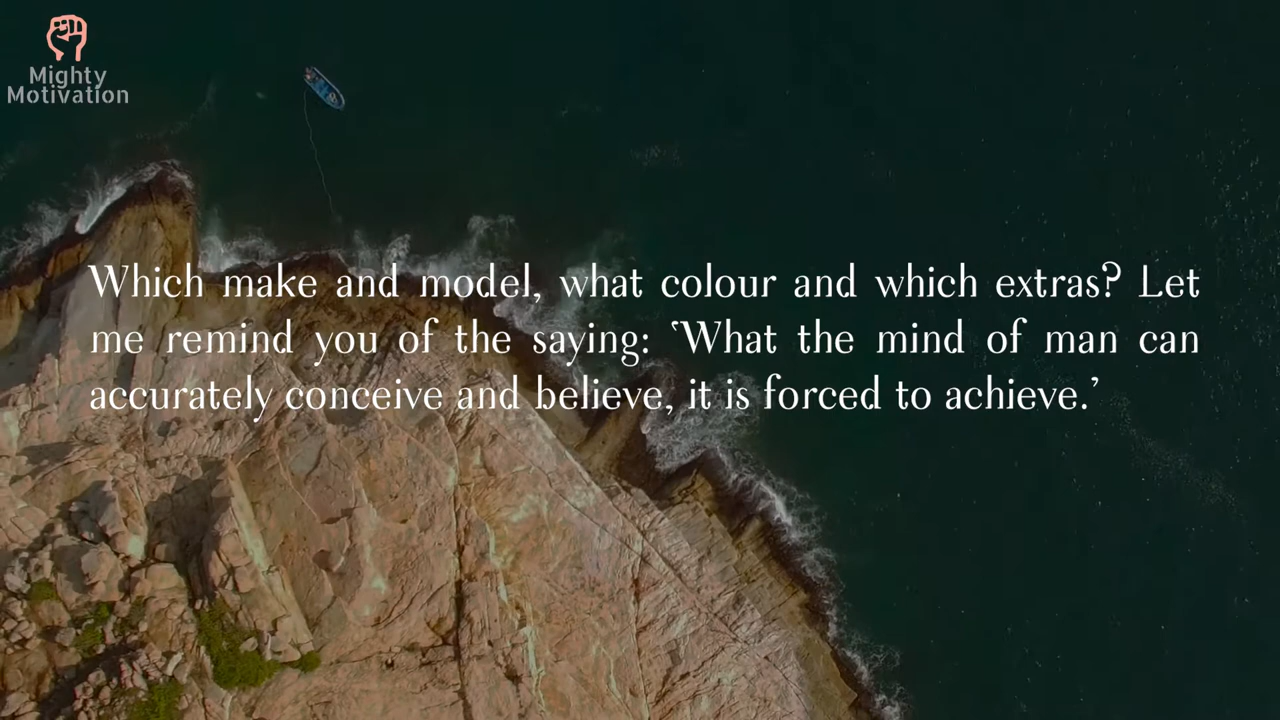 Mighty
Motivation
Which make and model, what colour and which extras? Let
me remind you of the saying: ‘What the mind of man can
accurately conceive and believe, it is forced to achieve.’